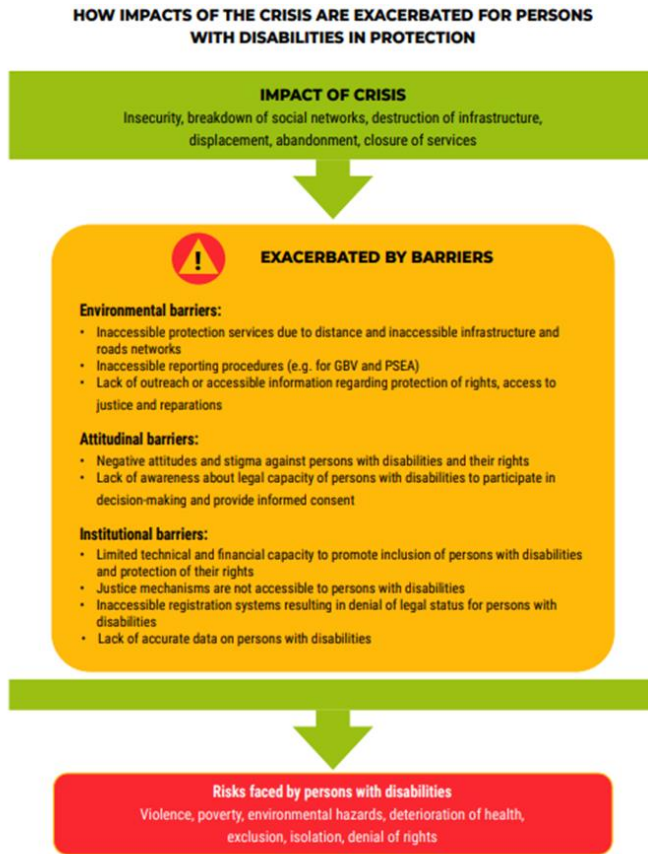 HOW IMPACTS OF THE CRISIS ARE EXACERBATED FOR PERSONS
WITH DISABILITIES IN PROTECTION
IMPACT OF CRISIS
Insecurity, breakdown of social networks, destruction of infrastructure,
displacement, abandonment, closure of services
!
EXACERBATED BY BARRIERS
Environmental barriers:
• Inaccessible protection services due to distance and inaccessible infrastructure and
roads networks
• Inaccessible reporting procedures (e.g. for GBV and PSEA)
• Lack of outreach or accessible information regarding protection of rights, access to
justice and reparations
Attitudinal barriers:
• Negative attitudes and stigma against persons with disabilities and their rights
• Lack of awareness about legal capacity of persons with disabilities to participate in
decision-making and provide informed consent
Institutional barriers:
• Limited technical and financial capacity to promote inclusion of persons with disabilities
and protection of their rights
• Justice mechanisms are not accessible to persons with disabilities
• Inaccessible registration systems resulting in denial of legal status for persons with
disabilities
• Lack of accurate data on persons with disabilities
Risks faced by persons with disabilities
Violence, poverty, environmental hazards, deterioration of health,
exclusion, isolation, denial of rights